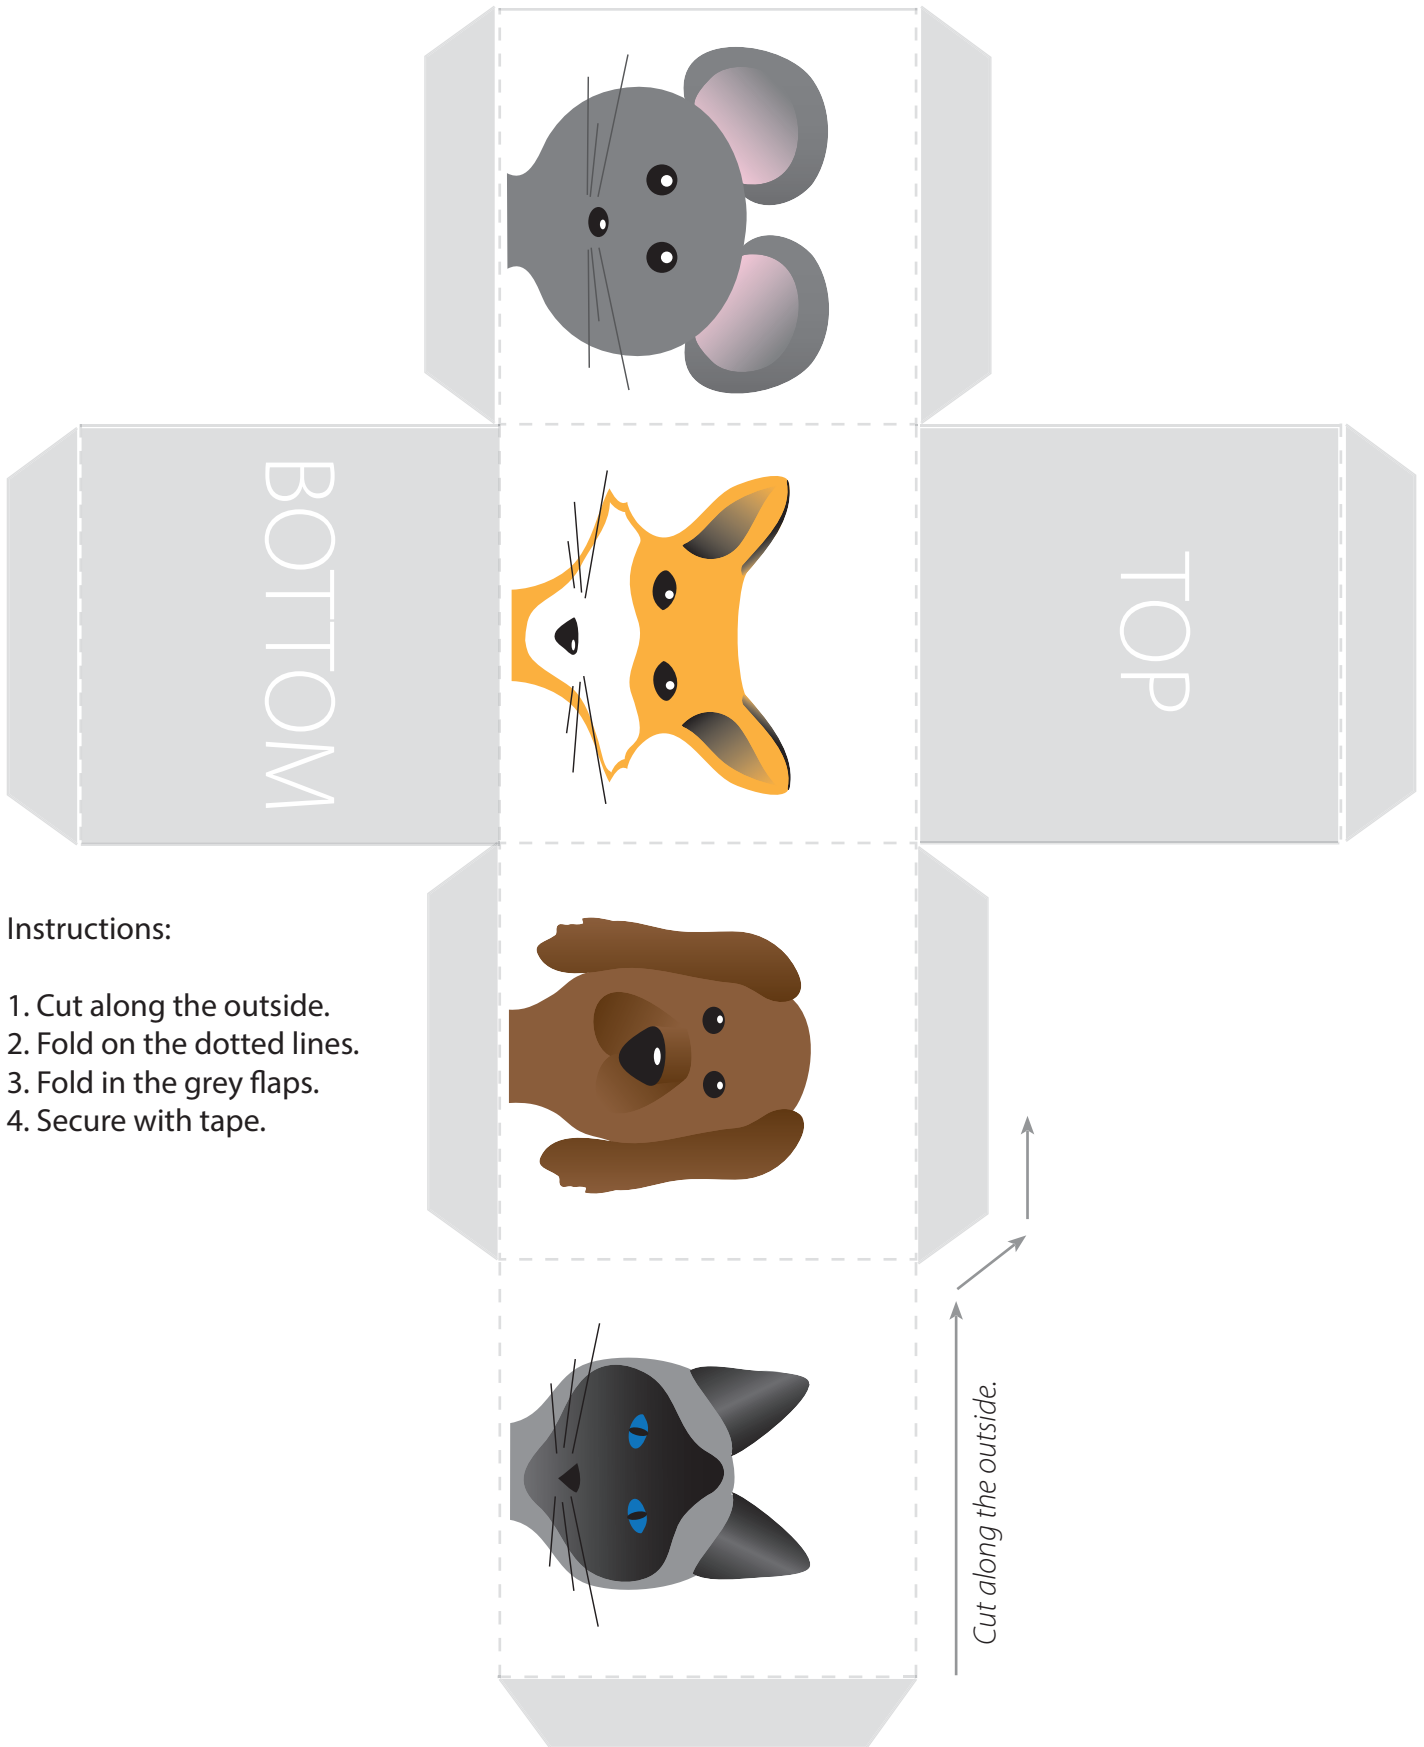 BOTTOM
TOP
Instructions:
1. Cut along the outside.
2. Fold on the dotted lines.
3. Fold in the grey flaps.
4. Secure with tape.
Cut along the outside.